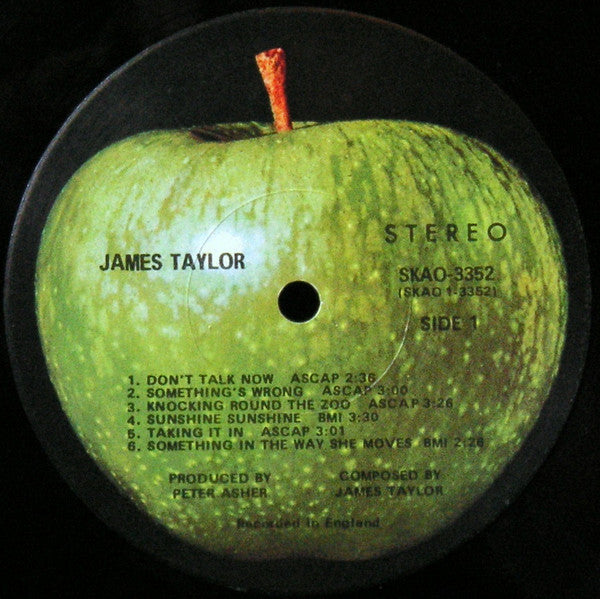 STEREO
JAMES TAYLOR
SKAO-3352
(SKAO 1-3352)
SIDE 1
1. DON'T TALK NOW ASCAP 2:36
2. SOMETHING'S WRONG ASCAP 3:00
3. KNOCKING ROUND THE ZOO ASCAP 3:26
4. SUNSHINE SUNSHINE BMI 3:30
5. TAKING IT IN ASCAP 3:01
6. SOMETHING IN THE WAY SHE MOVES BMI 2:26
PRODUCED BY
PETER ASHER
COMPOSED BY
JAMES TAYLOR
Recorded In England